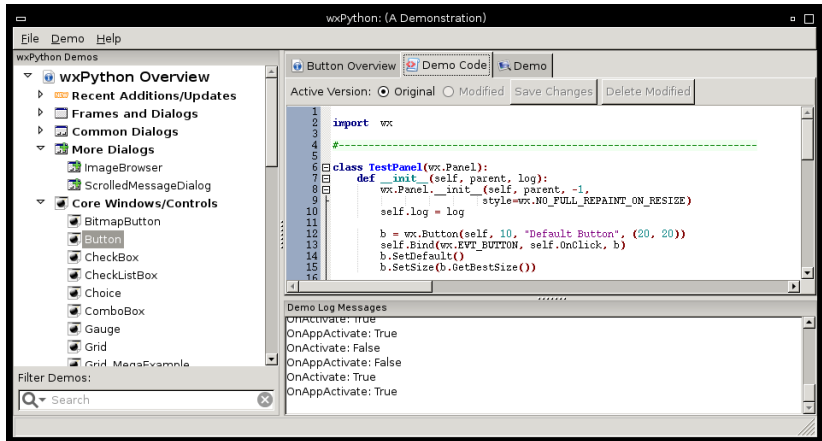 wxPython: (A Demonstration)
File Demo Help
wxPython Demos
wxPython Overview
Recent Additions/Updates
Frames and Dialogs
Common Dialogs
More Dialogs
ImageBrowser
ScrolledMessageDialog
Core Windows/Controls
BitmapButton
Button
CheckBox
CheckListBox
Choice
ComboBox
Gauge
Grid
Grid_MegaExample
Filter Demos:
Search
Button Overview Demo Code Demo
Active Version: Original Modified Save Changes Delete Modified
1
2 import wx
3
4 #---------------------------------------------------------------------------
5
6 class TestPanel(wx.Panel):
7 def __init__(self, parent, log):
8 wx.Panel.__init__(self, parent, -1,
9 style=wx.NO_FULL_REPAINT_ON_RESIZE)
10 self.log = log
11
12 b = wx.Button(self, 10, "Default Button", (20, 20))
13 self.Bind(wx.EVT_BUTTON, self.OnClick, b)
14 b.SetDefault()
15 b.SetSize(b.GetBestSize())
16
Demo Log Messages
OnActivate: True
OnAppActivate: True
OnActivate: False
OnAppActivate: False
OnActivate: True
OnAppActivate: True